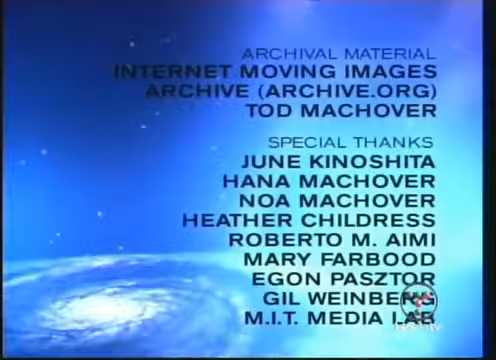 ARCHIVAL MATERIAL
INTERNET MOVING IMAGES
ARCHIVE (ARCHIVE.ORG)
TOD MACHOVER
SPECIAL THANKS
JUNE KINOSHITA
HANA MACHOVER
NOA MACHOVER
HEATHER CHILDRESS
ROBERTO M. AIMI
MARY FARBOOD
EGON PASZTOR
GIL WEINBERG
M.I.T. MEDIA LAB